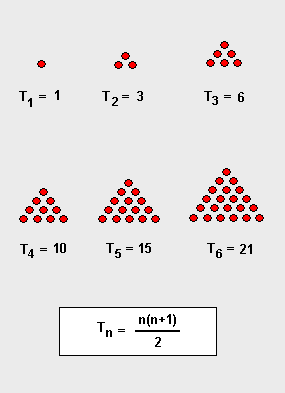 T₁ = 1
T₂ = 3
T₃ = 6
T₄ = 10
T₅ = 15
T₆ = 21
Tₙ = n(n+1)/2